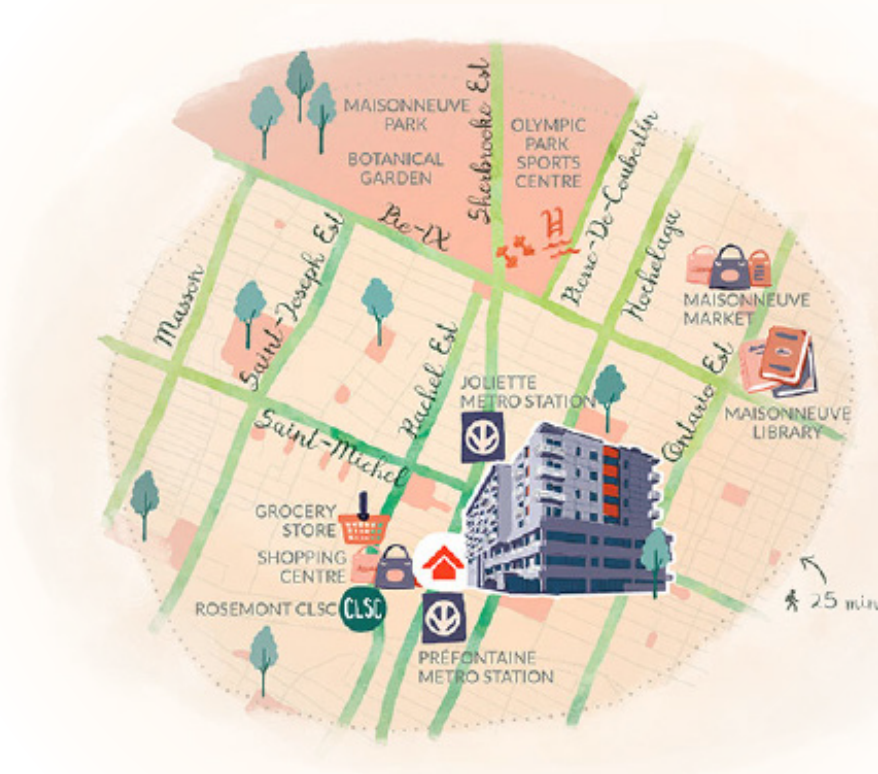 MAISONNEUVE
PARK
BOTANICAL
GARDEN
Sherbrooke Est
OLYMPIC
PARK
SPORTS
CENTRE
Pierre-De-Coubertin
Pie-IX
Hochelaga
Masson
Saint-Joseph Est
MAISONNEUVE
MARKET
Rachel Est
JOLIETTE
METRO STATION
Ontario Est
MAISONNEUVE
LIBRARY
Saint-Michel
GROCERY
STORE
SHOPPING
CENTRE
ROSEMONT CLSC
CLSC
25 min
PRÉFONTAINE
METRO STATION